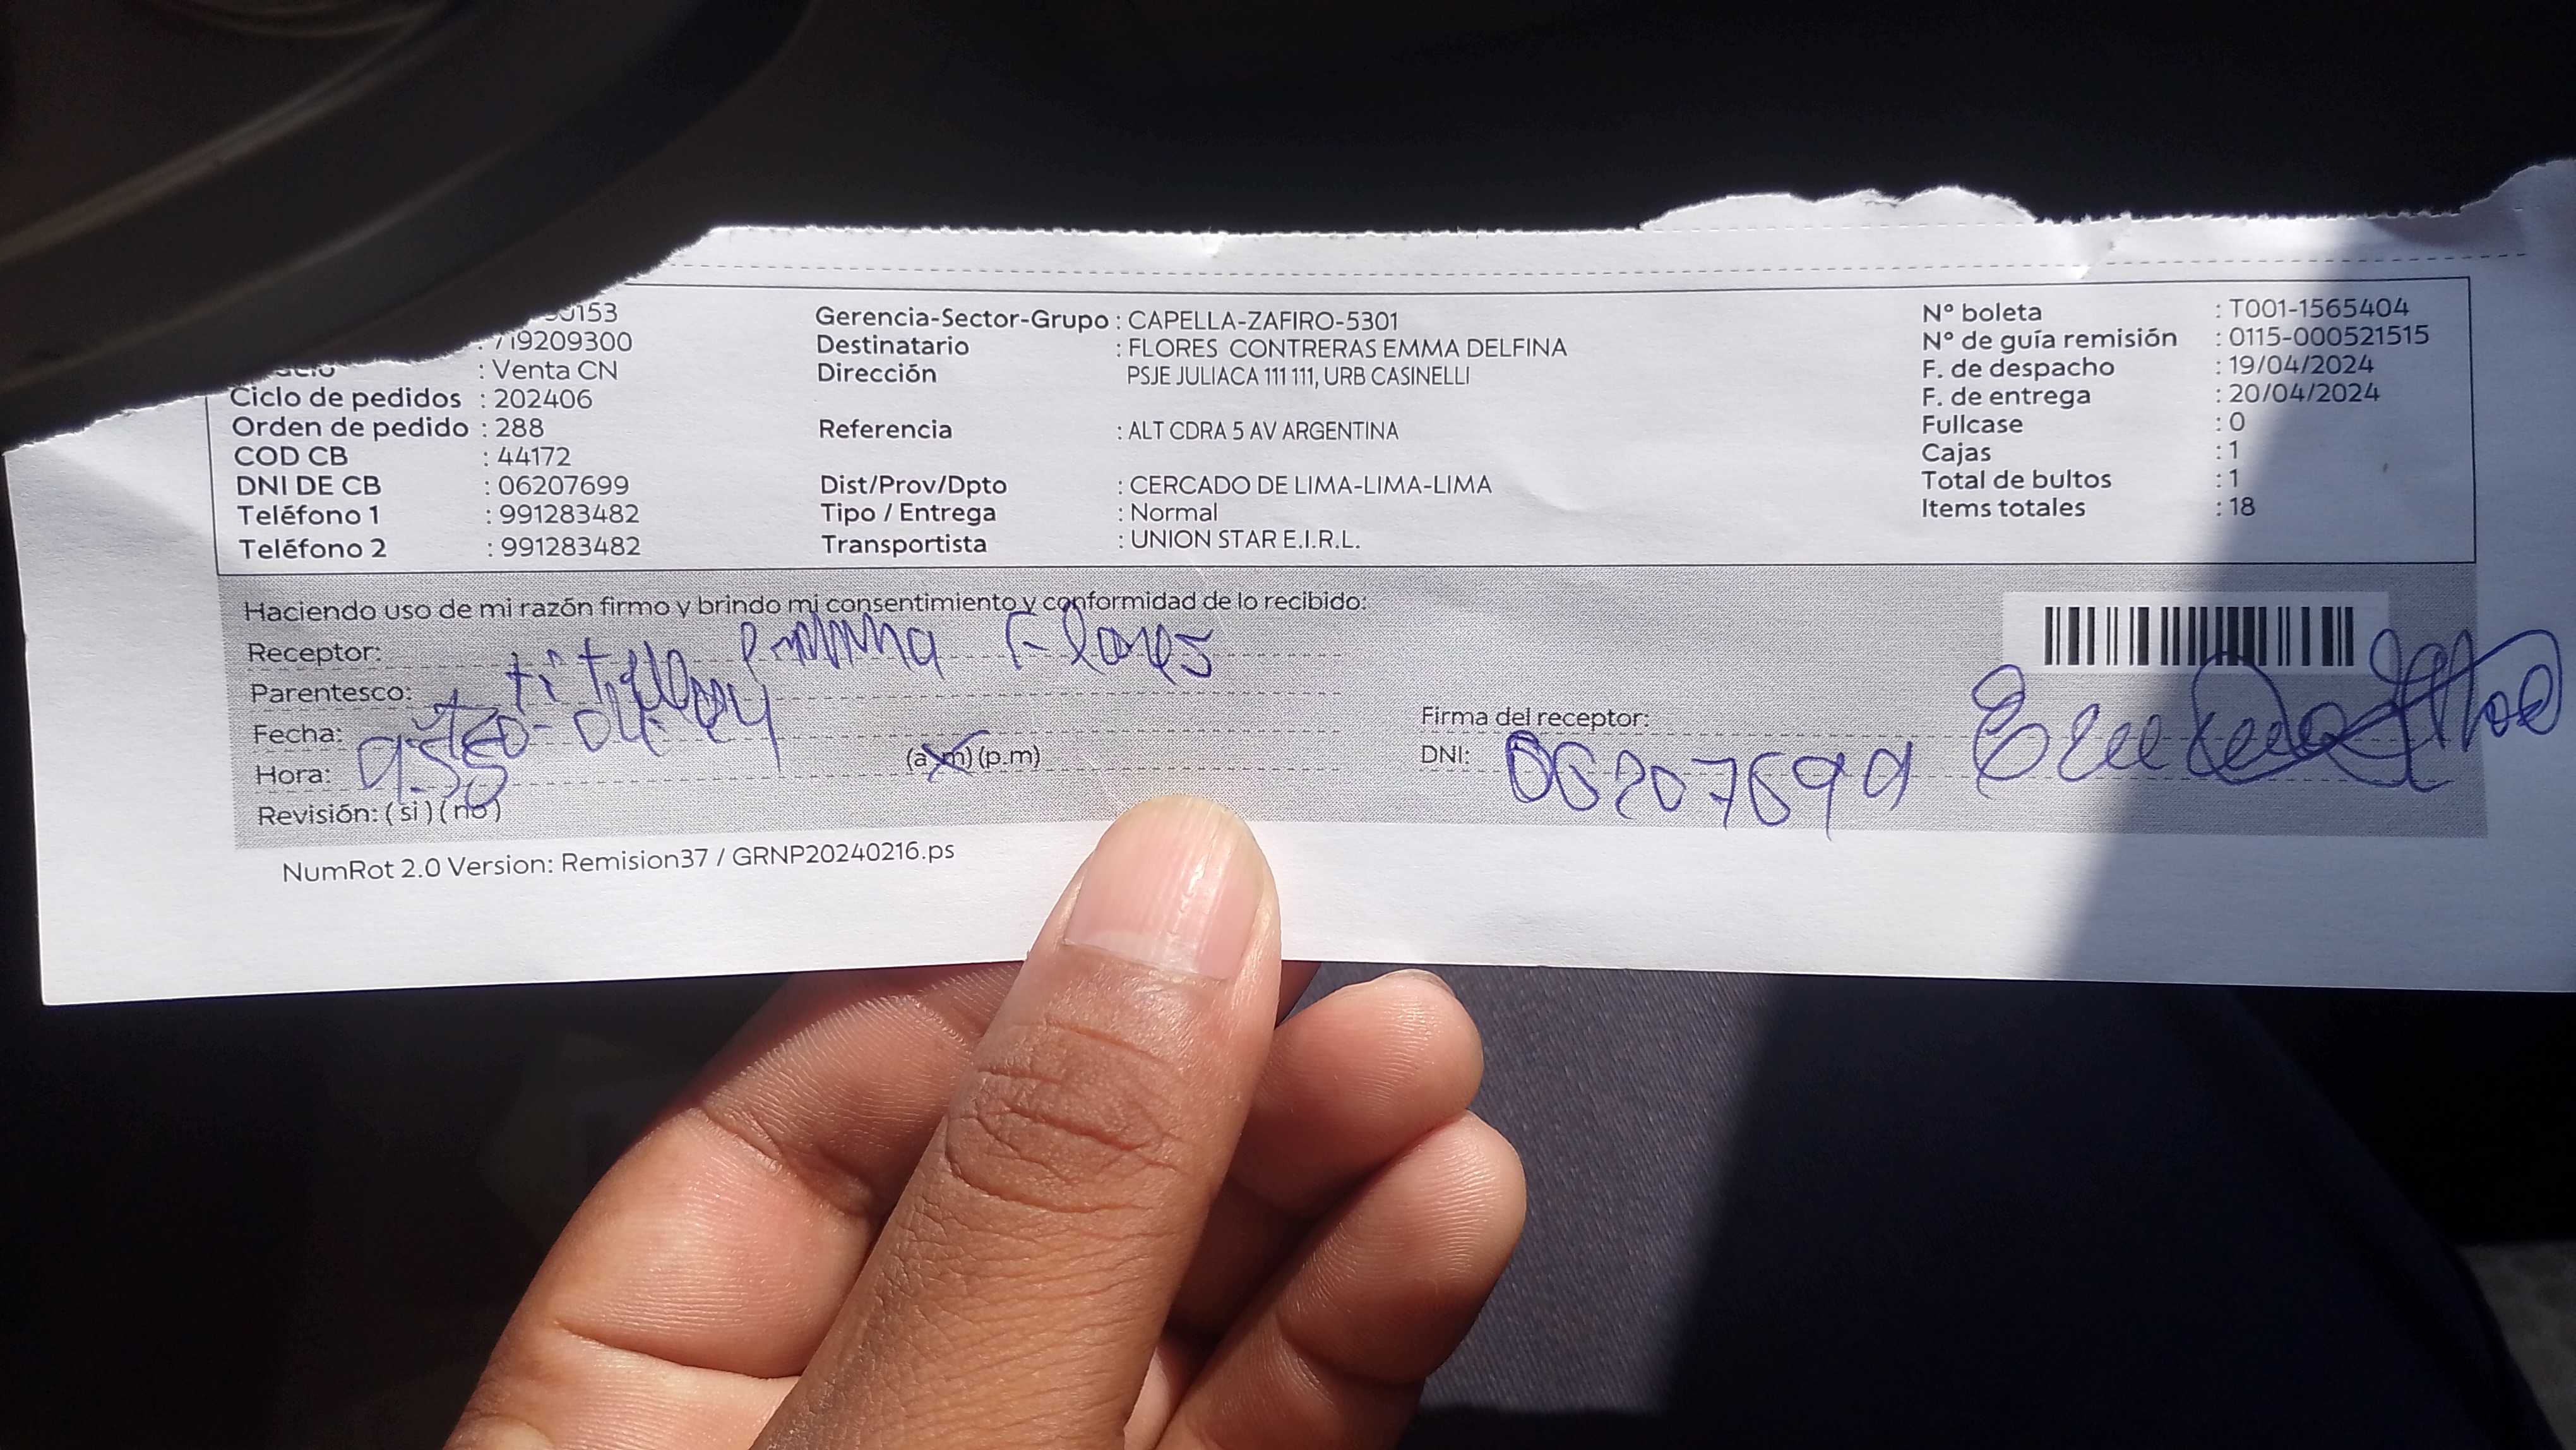 0153
719209300
: Venta CN
Ciclo de pedidos : 202406
Orden de pedido : 288
COD CB : 44172
DNI DE CB : 06207699
Teléfono 1 : 991283482
Teléfono 2 : 991283482
Gerencia-Sector-Grupo : CAPELLA-ZAFIRO-5301
Destinatario : FLORES CONTRERAS EMMA DELFINA
Dirección PSJE JULIACA 111 111, URB CASINELLI
Referencia : ALT CDRA 5 AV ARGENTINA
Dist/Prov/Dpto : CERCADO DE LIMA-LIMA-LIMA
Tipo / Entrega : Normal
Transportista : UNION STAR E.I.R.L.
N° boleta : T001-1565404
N° de guía remisión : 0115-000521515
F. de despacho : 19/04/2024
F. de entrega : 20/04/2024
Fullcase : 0
Cajas : 1
Total de bultos : 1
Items totales : 18
Haciendo uso de mi razón firmo y brindo mi consentimiento y conformidad de lo recibido:
Receptor: Emma Flores
Parentesco: titular
Fecha: 20-04-24
Hora: (a.m) (p.m)
Revisión: ( si ) ( no )
Firma del receptor:
DNI: 06207699
NumRot 2.0 Version: Remision37 / GRNP20240216.ps